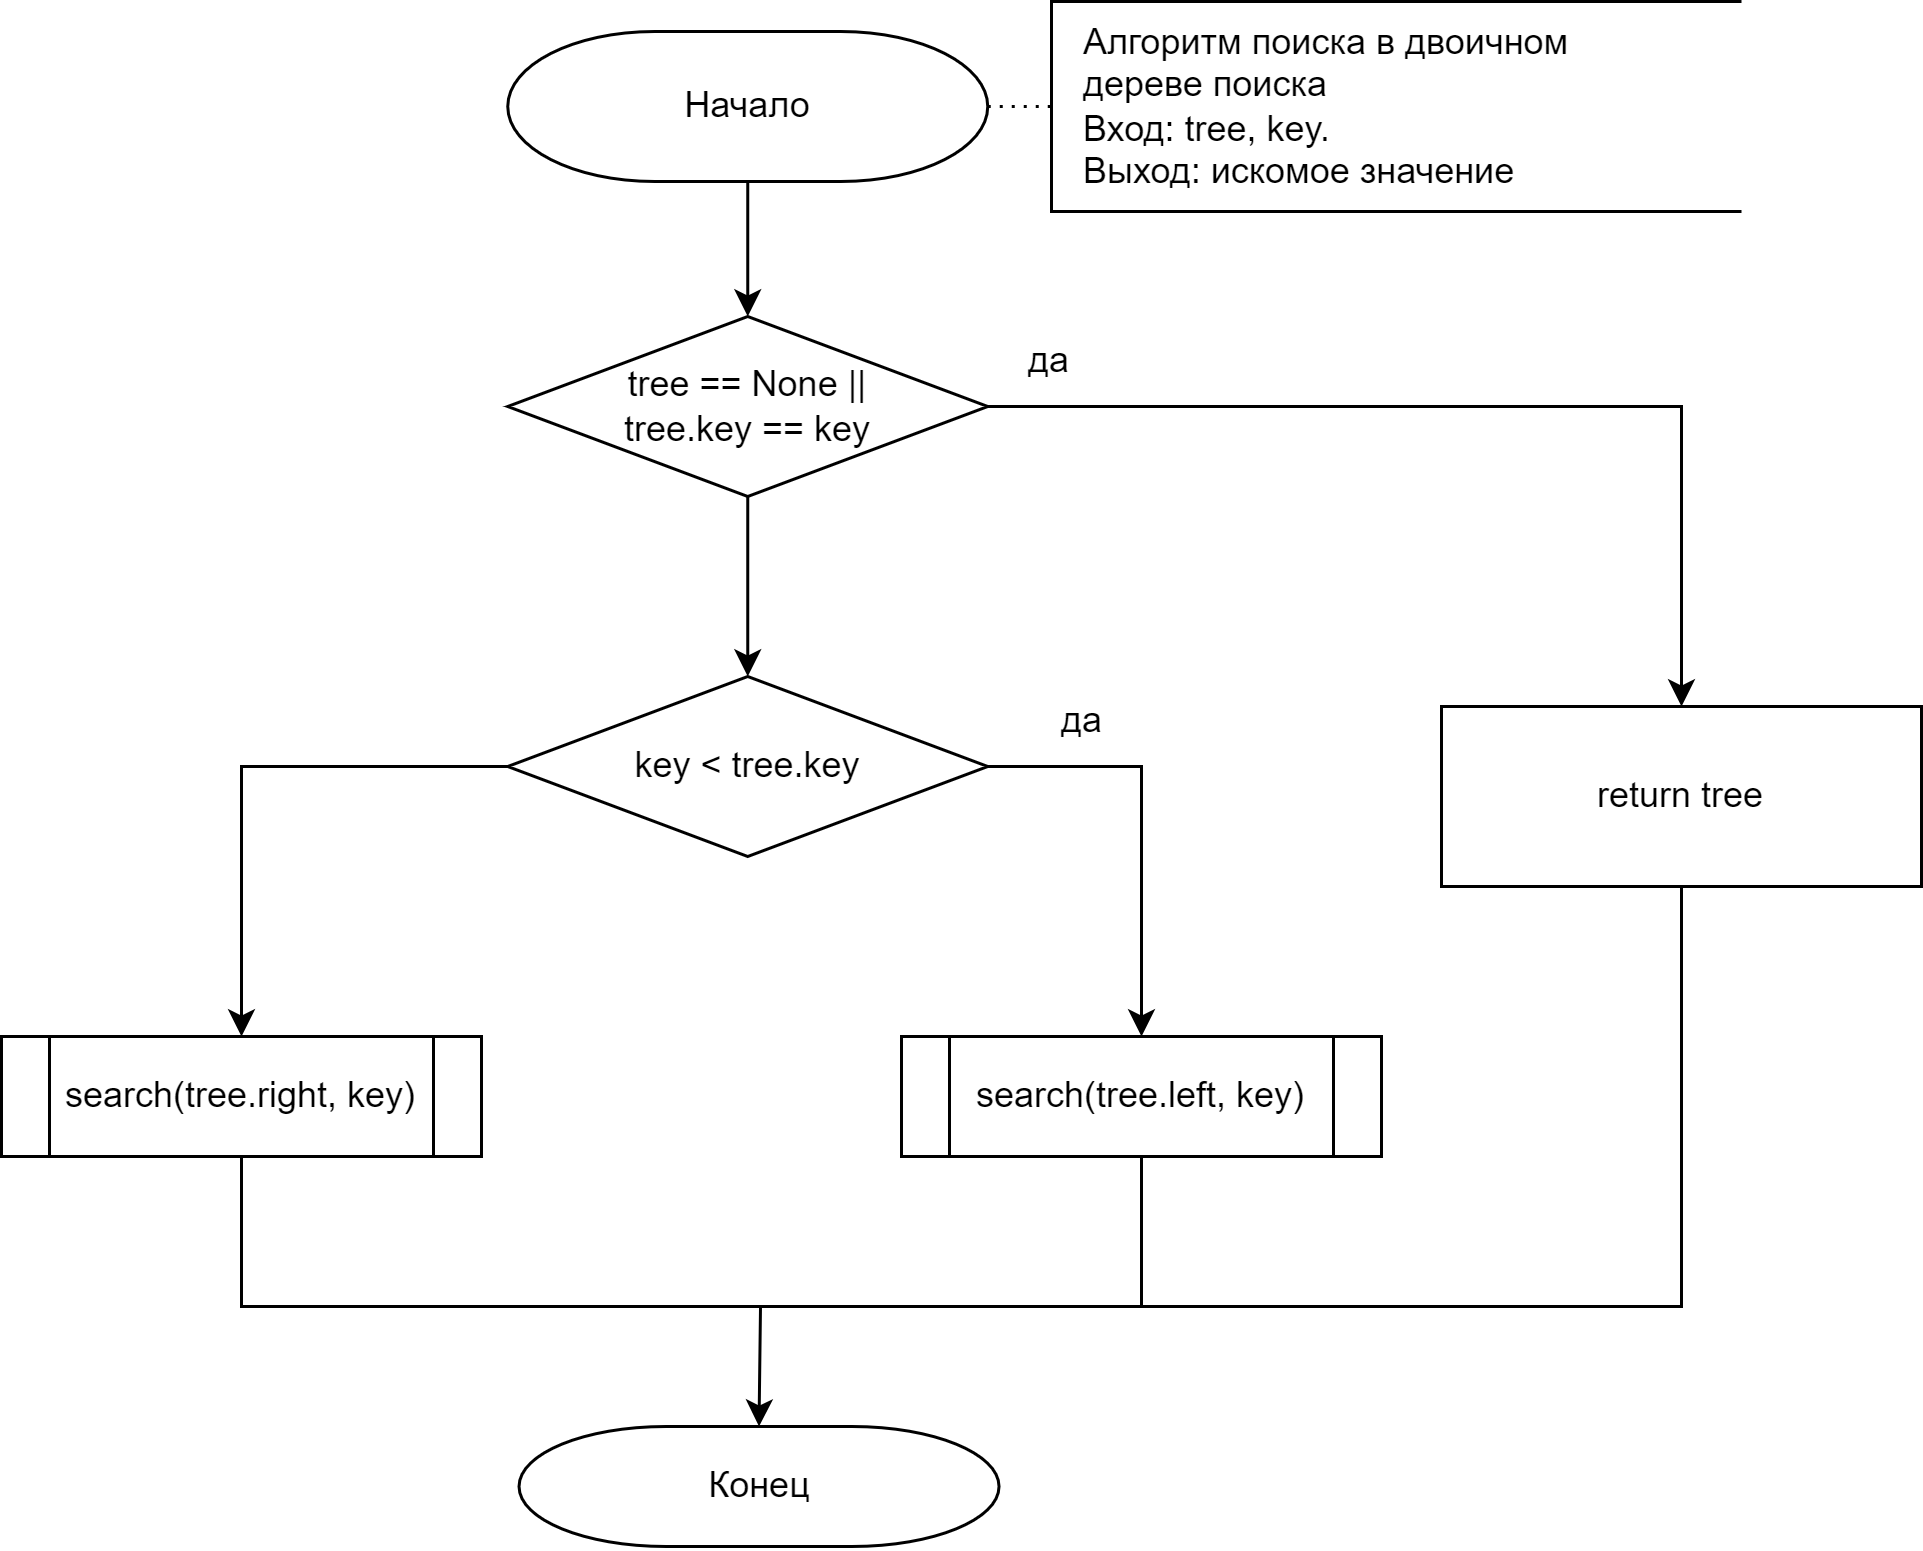 Начало
Алгоритм поиска в двоичном
дереве поиска
Вход: tree, key.
Выход: искомое значение
tree == None ||
tree.key == key
да
key < tree.key
да
return tree
search(tree.right, key)
search(tree.left, key)
Конец